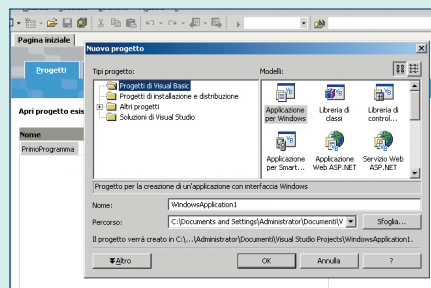 Pagina iniziale
Nuovo progetto
Progetti
Tipi progetto:
Modelli:
Progetti di Visual Basic
Progetti di installazione e distribuzione
Altri progetti
Soluzioni di Visual Studio
Applicazione per Windows
Libreria di classi
Libreria di control...
Applicazione per Smart...
Applicazione Web ASP.NET
Servizio Web ASP.NET
Apri progetto esis
Nome
PrimoProgramma
Progetto per la creazione di un'applicazione con interfaccia Windows
Nome:
WindowsApplication1
Percorso:
C:\Documents and Settings\Administrator\Documenti\V
Sfoglia...
Il progetto verrà creato in C:\...\Administrator\Documenti\Visual Studio Projects\WindowsApplication1.
Altro
OK
Annulla
?